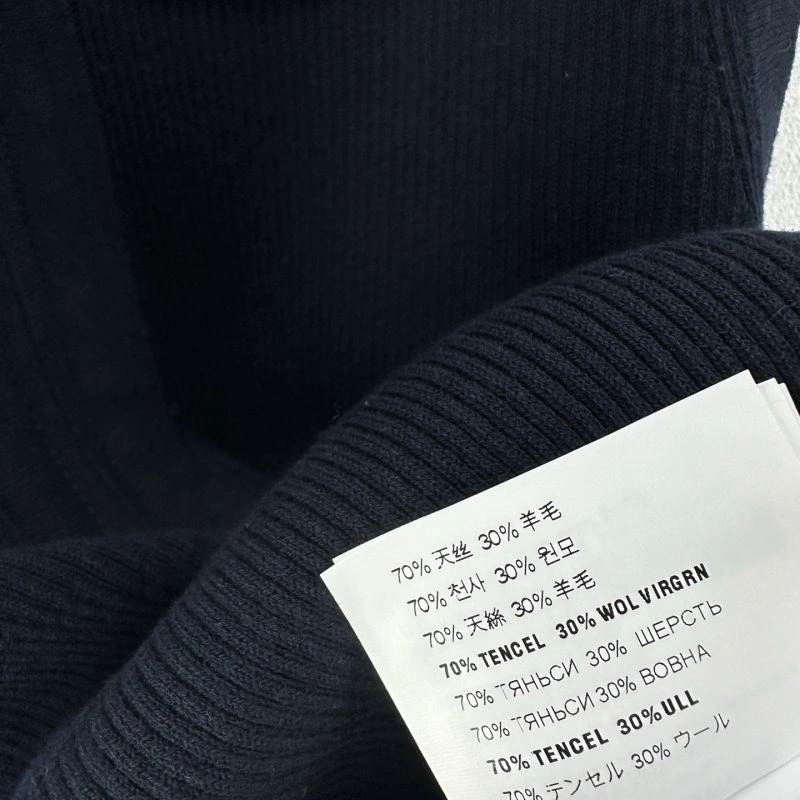 70% 天丝 30% 羊毛
70% 천사 30% 원모
70% 天絲 30% 羊毛
70% TENCEL 30% WOL VIRGRN
70% ТЯНЬСИ 30% ШЕРСТЬ
70% ТЯНЬСИ 30% ВОВНА
70% TENCEL 30% ULL
70% テンセル 30% ウール